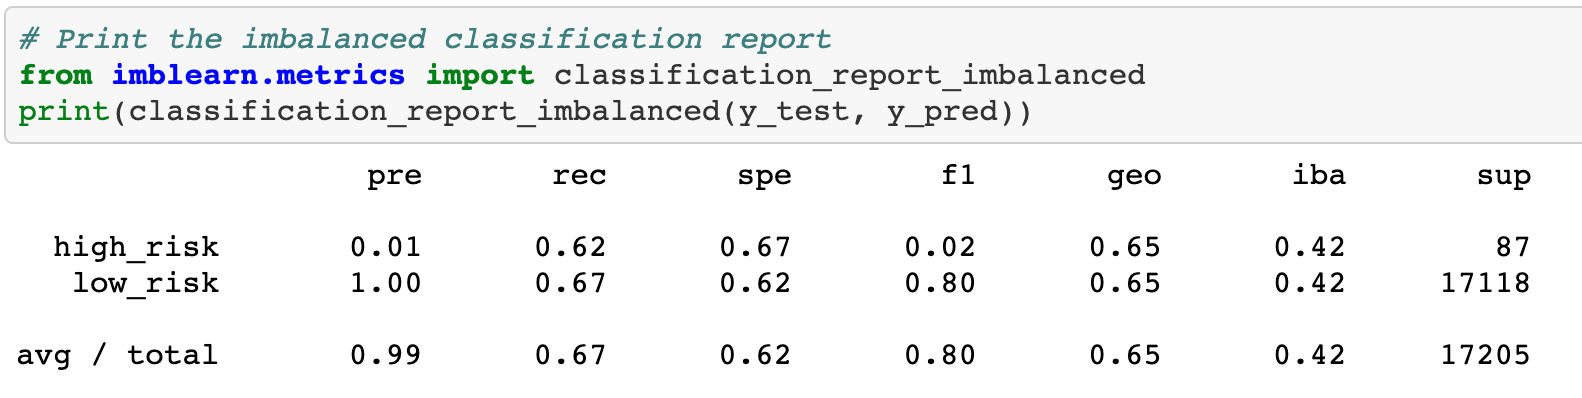 # Print the imbalanced classification report
from imblearn.metrics import classification_report_imbalanced
print(classification_report_imbalanced(y_test, y_pred))
pre rec spe f1 geo iba sup
high_risk 0.01 0.62 0.67 0.02 0.65 0.42 87
low_risk 1.00 0.67 0.62 0.80 0.65 0.42 17118
avg / total 0.99 0.67 0.62 0.80 0.65 0.42 17205